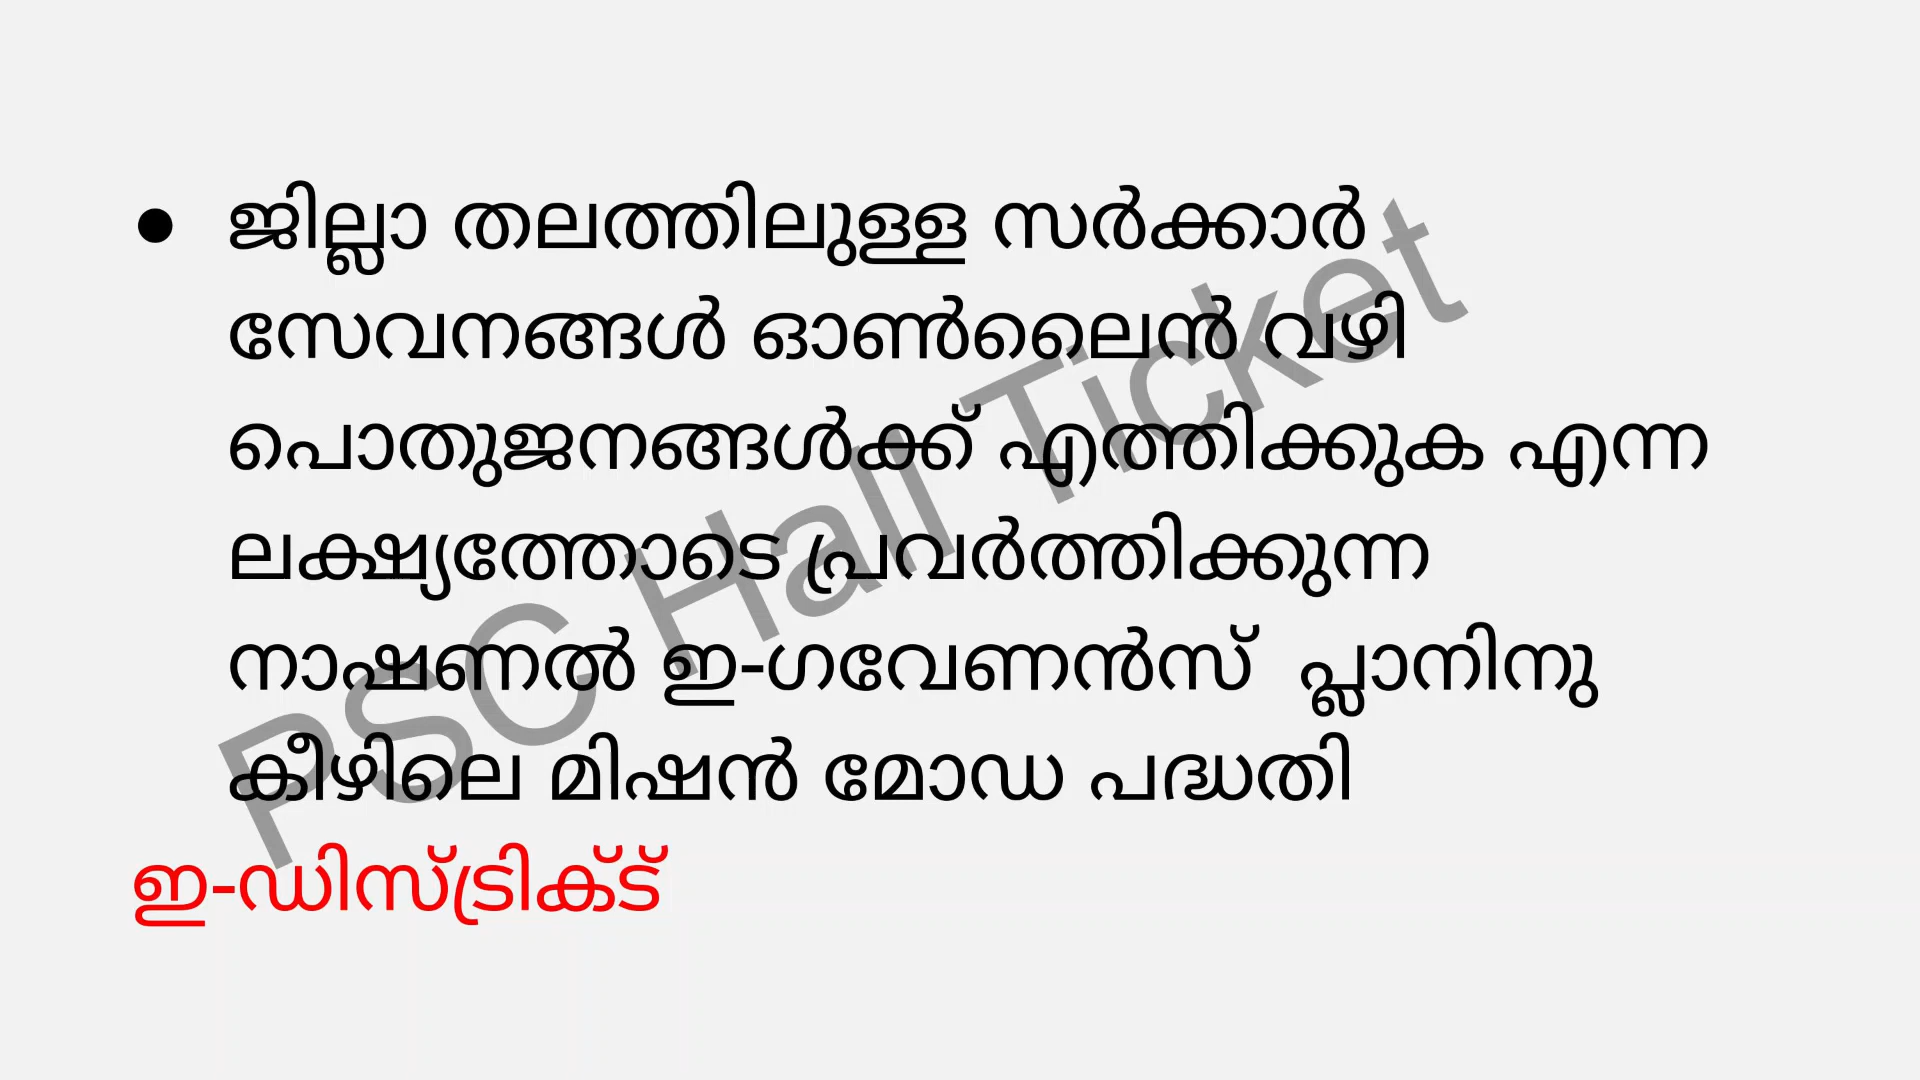 ● ജില്ലാ തലത്തിലുള്ള സർക്കാർ
സേവനങ്ങൾ ഓൺലൈൻ വഴി
പൊതുജനങ്ങൾക്ക് എത്തിക്കുക എന്ന
ലക്ഷ്യത്തോടെ പ്രവർത്തിക്കുന്ന
നാഷണൽ ഇ-ഗവേണൻസ് പ്ലാനിനു
കീഴിലെ മിഷൻ മോഡ പദ്ധതി
ഇ-ഡിസ്ട്രിക്ട്
PSC Hall Ticket